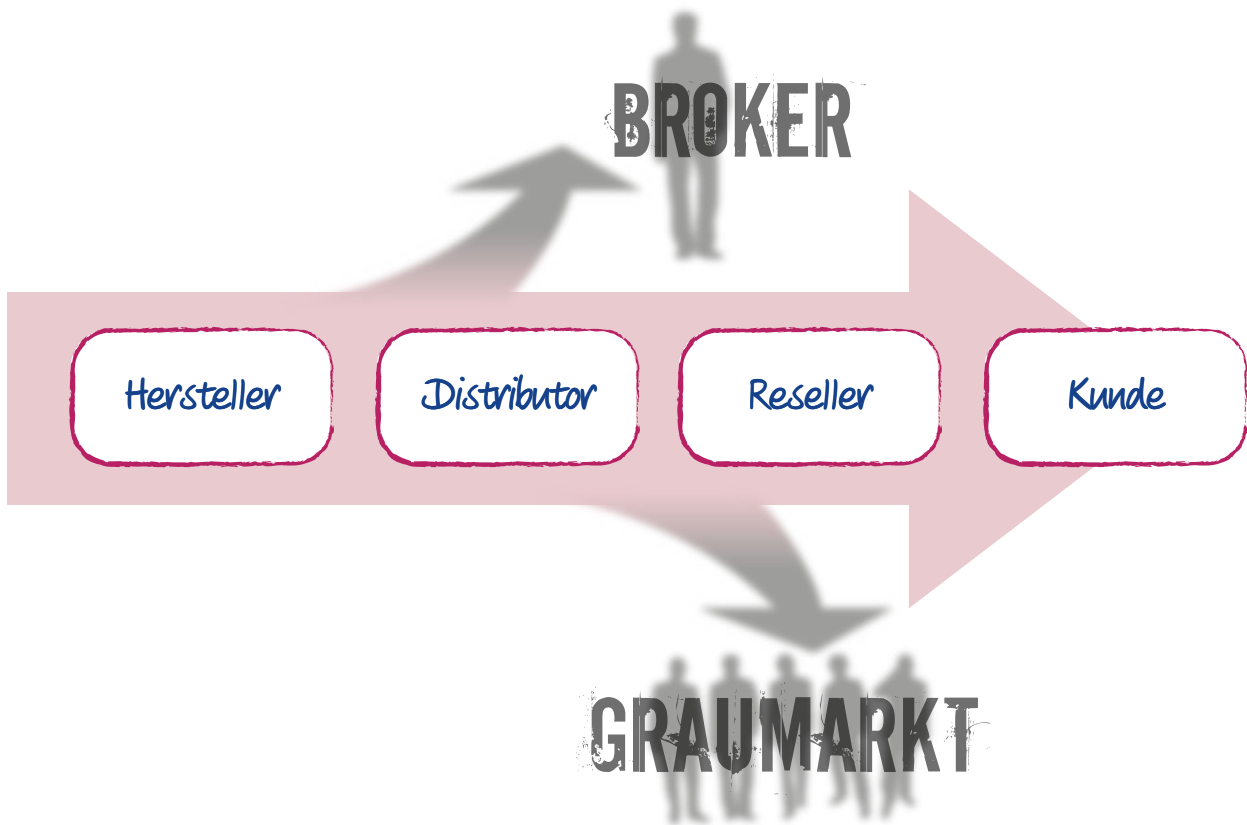 BROKER
Hersteller
Distributor
Reseller
Kunde
GRAUMARKT